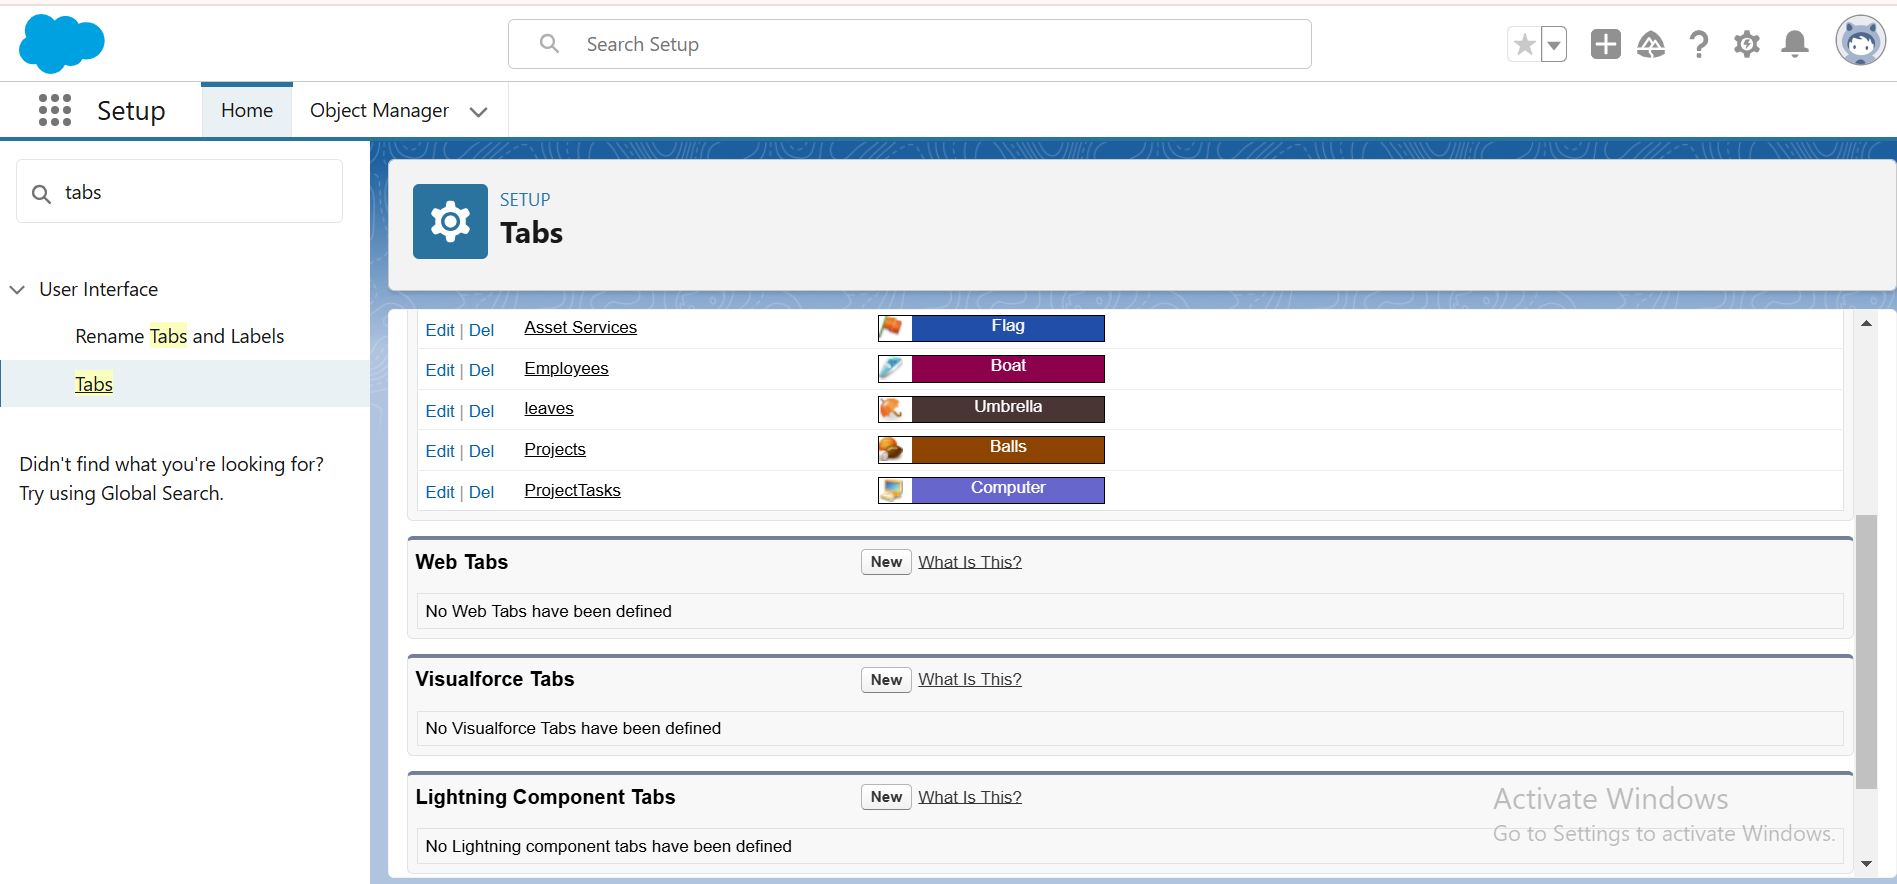 Search Setup
Setup
Home
Object Manager
tabs
User Interface
Rename Tabs and Labels
Tabs
Didn't find what you're looking for?
Try using Global Search.
SETUP
Tabs
Edit | Del Asset Services Flag
Edit | Del Employees Boat
Edit | Del leaves Umbrella
Edit | Del Projects Balls
Edit | Del ProjectTasks Computer
Web Tabs New What Is This?
No Web Tabs have been defined
Visualforce Tabs New What Is This?
No Visualforce Tabs have been defined
Lightning Component Tabs New What Is This?
No Lightning component tabs have been defined
Activate Windows
Go to Settings to activate Windows.